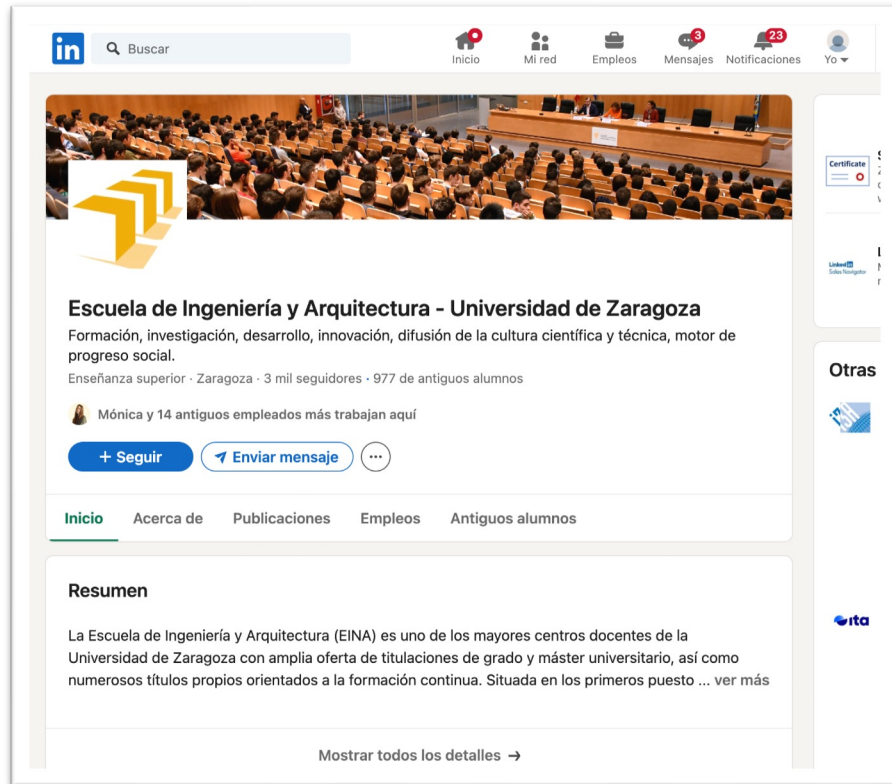 in
Buscar
Inicio
Mi red
Empleos
3
Mensajes
23
Notificaciones
Yo
Escuela de Ingeniería y Arquitectura - Universidad de Zaragoza
Formación, investigación, desarrollo, innovación, difusión de la cultura científica y técnica, motor de
progreso social.
Enseñanza superior · Zaragoza · 3 mil seguidores · 977 de antiguos alumnos
Mónica y 14 antiguos empleados más trabajan aquí
+ Seguir
Enviar mensaje
Inicio
Acerca de
Publicaciones
Empleos
Antiguos alumnos
Resumen
La Escuela de Ingeniería y Arquitectura (EINA) es uno de los mayores centros docentes de la
Universidad de Zaragoza con amplia oferta de titulaciones de grado y máster universitario, así como
numerosos títulos propios orientados a la formación continua. Situada en los primeros puesto ... ver más
Mostrar todos los detalles →
Certificate
Linked in
Sales Navigator
Otras
ita